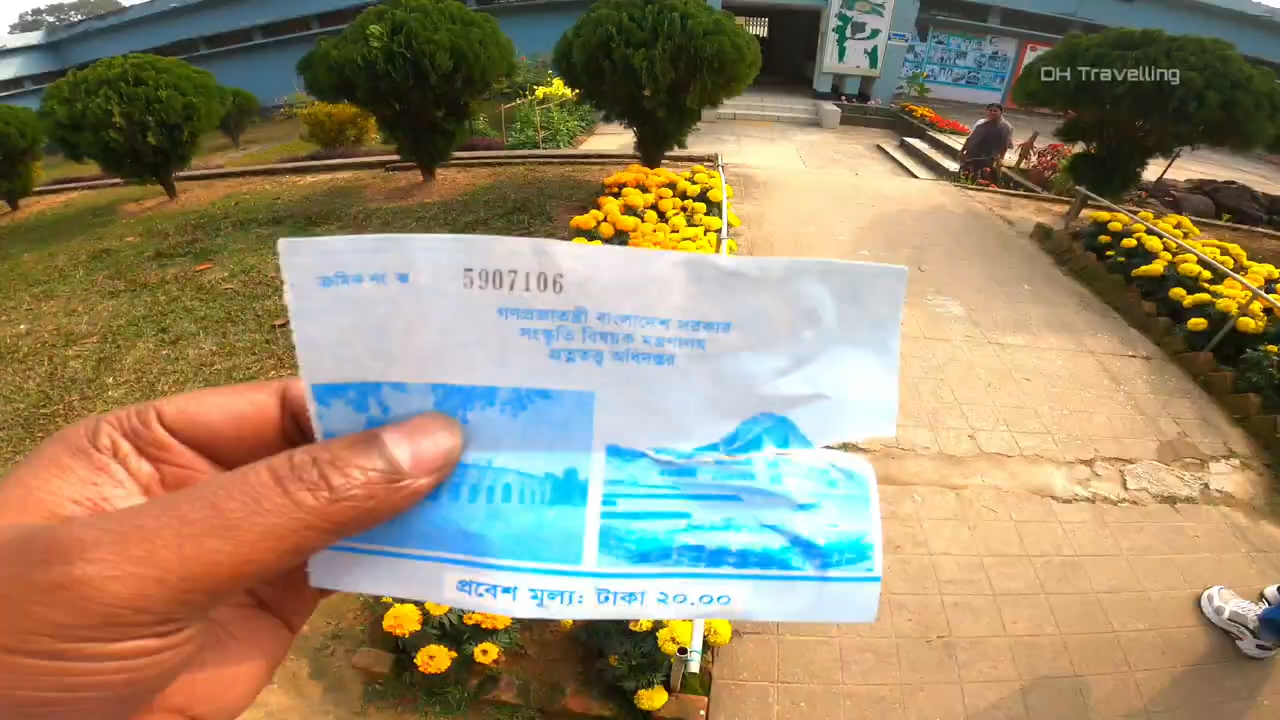 DH Travelling
ক্রমিক নং স্ব
5907106
গণপ্রজাতন্ত্রী বাংলাদেশ সরকার
সংস্কৃতি বিষয়ক মন্ত্রণালয়
প্রত্নতত্ত্ব অধিদপ্তর
প্রবেশ মূল্য: টাকা ২০.০০